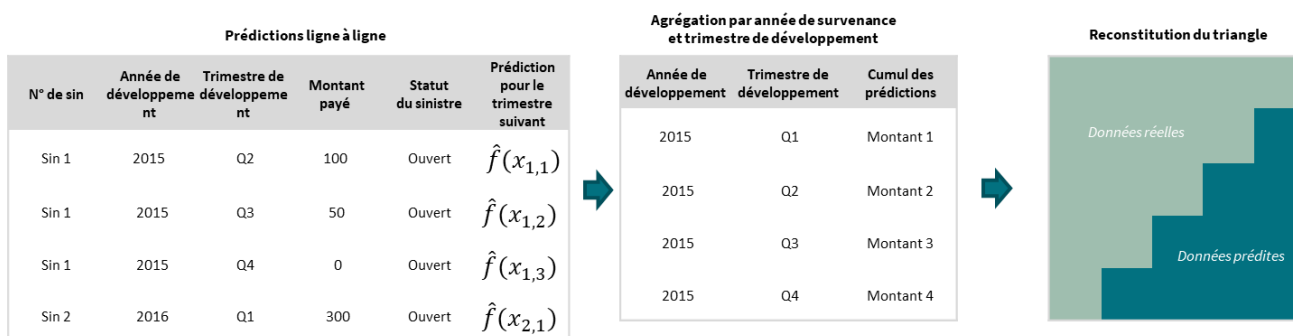 Prédictions ligne à ligne
N° de sin
Année de
développeme
nt
Trimestre de
développeme
nt
Montant
payé
Statut
du sinistre
Prédiction
pour le
trimestre
suivant
Sin 1 2015 Q2 100 Ouvert f̂(x₁,₁)
Sin 1 2015 Q3 50 Ouvert f̂(x₁,₂)
Sin 1 2015 Q4 0 Ouvert f̂(x₁,₃)
Sin 2 2016 Q1 300 Ouvert f̂(x₂,₁)
Agrégation par année de survenance
et trimestre de développement
Année de
développement
Trimestre de
développement
Cumul des
prédictions
2015 Q1 Montant 1
2015 Q2 Montant 2
2015 Q3 Montant 3
2015 Q4 Montant 4
Reconstitution du triangle
Données réelles
Données prédites